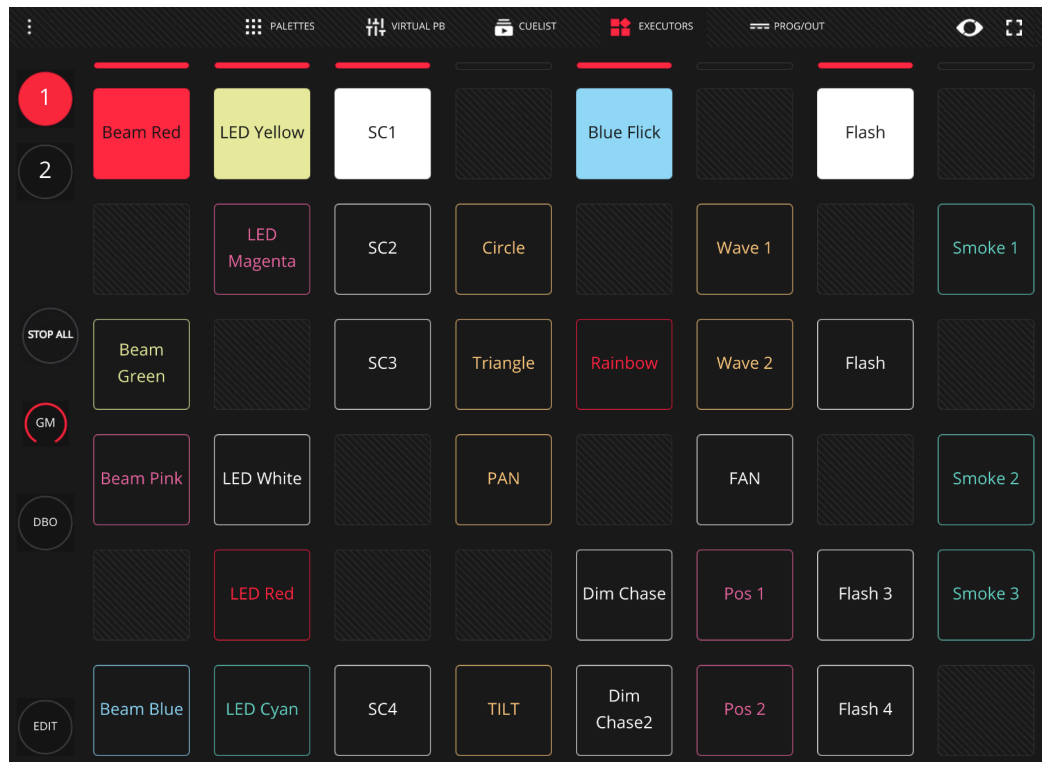 PALETTES
VIRTUAL PB
CUELIST
EXECUTORS
PROG/OUT
1
Beam Red
LED Yellow
SC1
Blue Flick
Flash
2
LED
Magenta
SC2
Circle
Wave 1
Smoke 1
STOP ALL
Beam
Green
SC3
Triangle
Rainbow
Wave 2
Flash
GM
Beam Pink
LED White
PAN
FAN
Smoke 2
DBO
LED Red
Dim Chase
Pos 1
Flash 3
Smoke 3
EDIT
Beam Blue
LED Cyan
SC4
TILT
Dim
Chase2
Pos 2
Flash 4